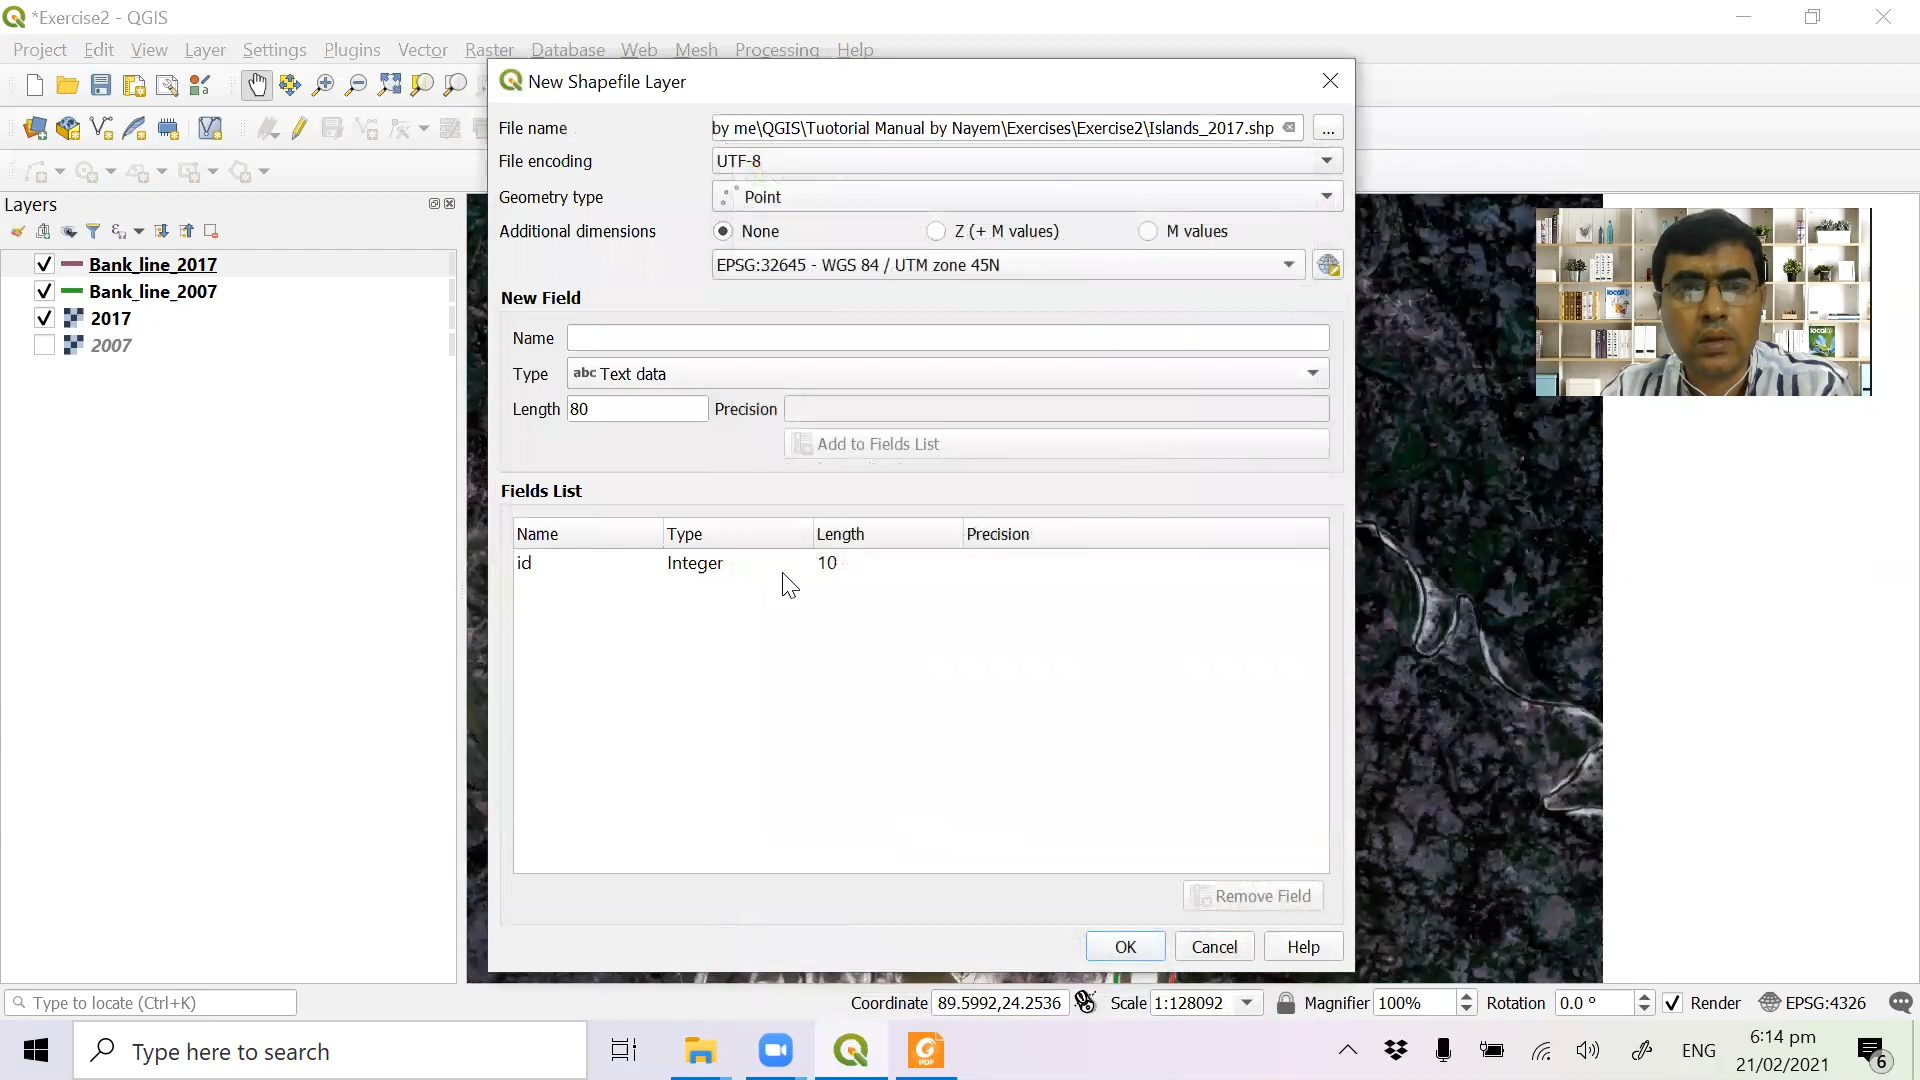 *Exercise2 - QGIS
Project Edit View Layer Settings Plugins Vector Raster Database Web Mesh Processing Help
New Shapefile Layer
File name by me\QGIS\Tuotorial Manual by Nayem\Exercises\Exercise2\Islands_2017.shp ...
File encoding UTF-8
Geometry type Point
Additional dimensions None Z (+ M values) M values
EPSG:32645 - WGS 84 / UTM zone 45N
New Field
Name
Type abc Text data
Length 80 Precision
Add to Fields List
Fields List
Name Type Length Precision
id Integer 10
Remove Field
OK Cancel Help
Layers
Bank_line_2017
Bank_line_2007
2017
2007
Type to locate (Ctrl+K) Coordinate 89.5992,24.2536 Scale 1:128092 Magnifier 100% Rotation 0.0 ° Render EPSG:4326
Type here to search
PDF
ENG
6:14 pm
21/02/2021
6